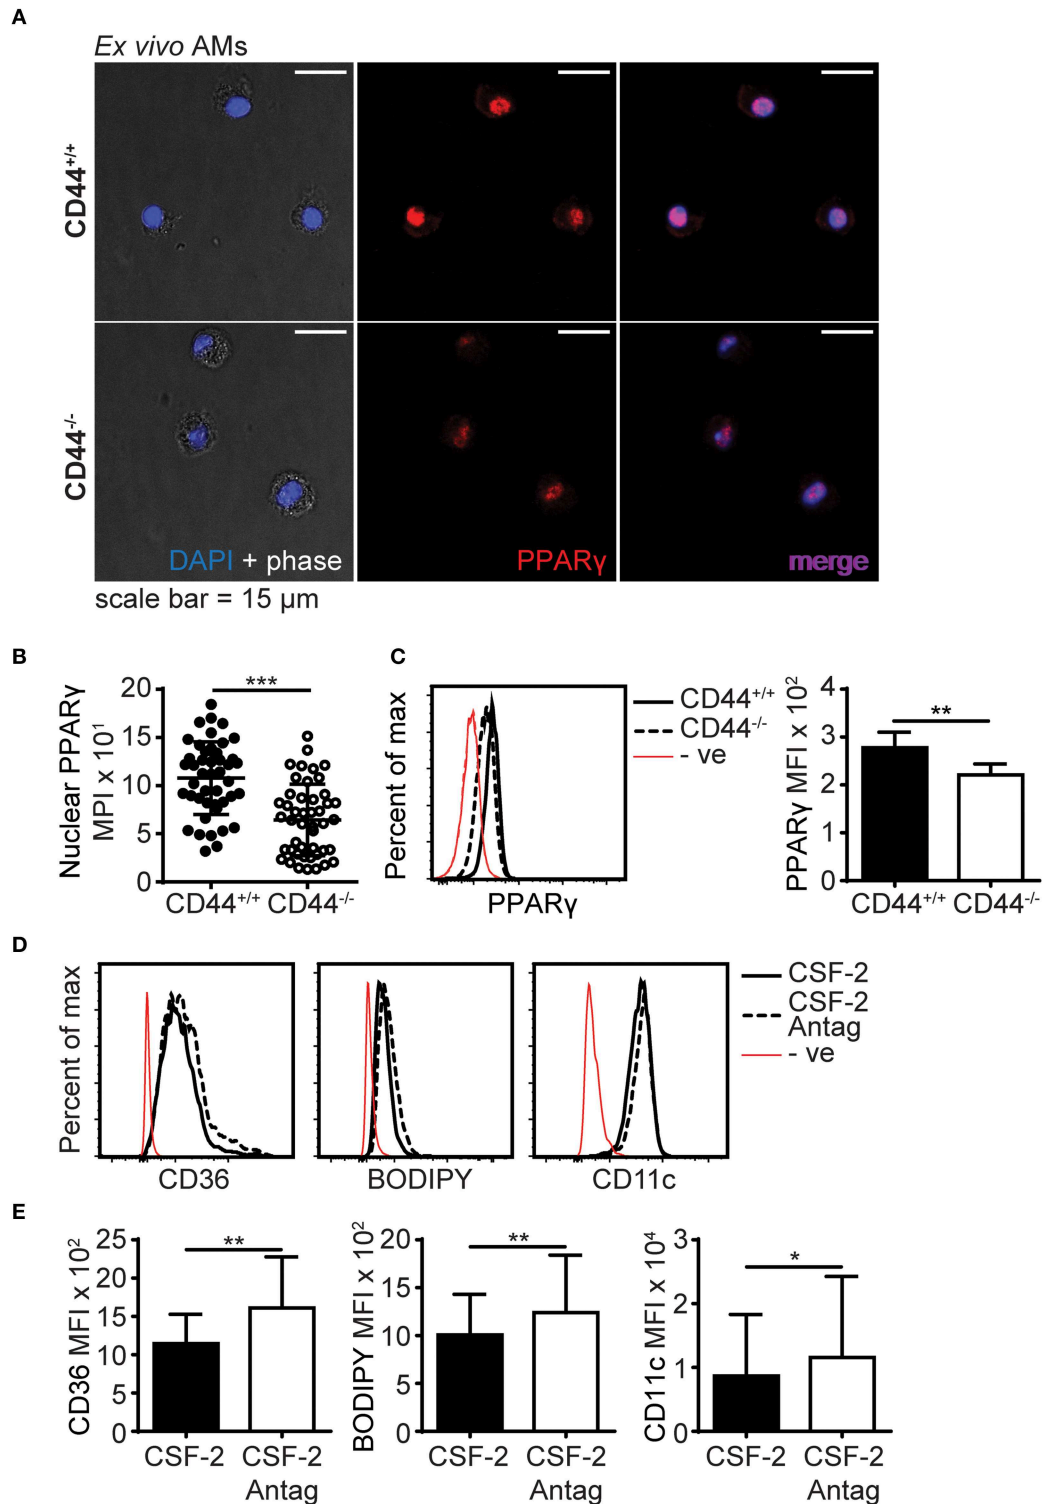 A
Ex vivo AMs
CD44+/+
CD44-/-
DAPI + phase
PPARγ
merge
scale bar = 15 µm
B
Nuclear PPARγ
MPI x 10¹
20
15
10
5
0
***
CD44+/+ CD44-/-
C
Percent of max
PPARγ
CD44+/+
CD44-/-
- ve
PPARγ MFI x 10²
4
3
2
1
0
**
CD44+/+ CD44-/-
D
Percent of max
CD36
BODIPY
CD11c
CSF-2
CSF-2
Antag
- ve
E
CD36 MFI x 10²
25
20
15
10
5
0
**
CSF-2 CSF-2
Antag
BODIPY MFI x 10²
20
15
10
5
0
**
CSF-2 CSF-2
Antag
CD11c MFI x 10⁴
3
2
1
0
*
CSF-2 CSF-2
Antag